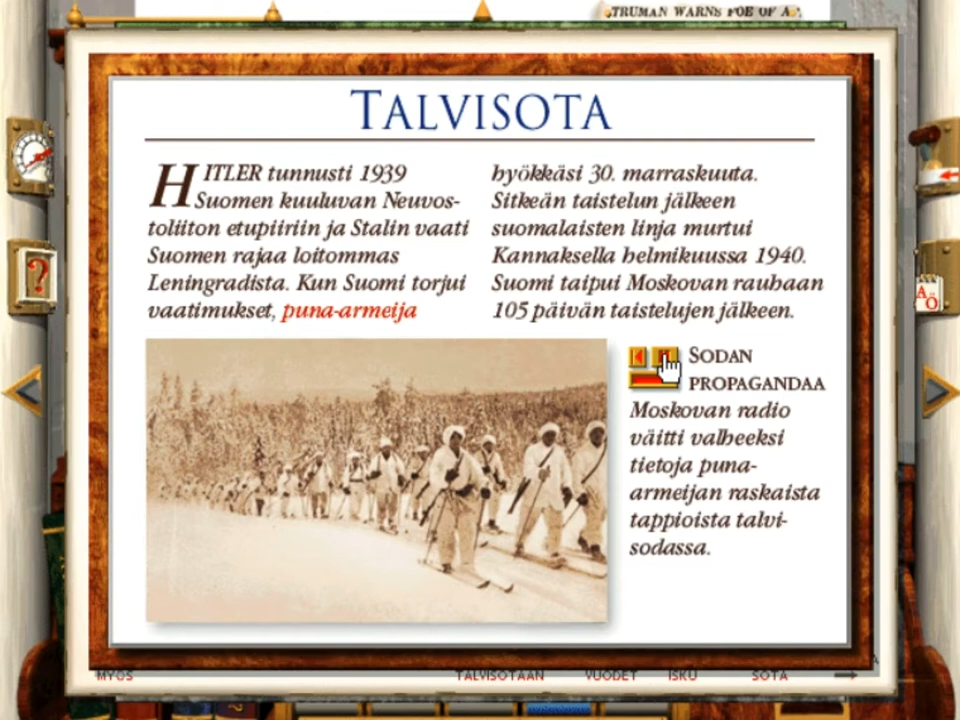 TRUMAN WARNS FOE OF A
TALVISOTA
HITLER tunnusti 1939
Suomen kuuluvan Neuvos-
toliiton etupiiriin ja Stalin vaati
Suomen rajaa loitommas
Leningradista. Kun Suomi torjui
vaatimukset, puna-armeija
hyökkäsi 30. marraskuuta.
Sitkeän taistelun jälkeen
suomalaisten linja murtui
Kannaksella helmikuussa 1940.
Suomi taipui Moskovan rauhaan
105 päivän taistelujen jälkeen.
SODAN
PROPAGANDAA
Moskovan radio
väitti valheeksi
tietoja puna-
armeijan raskaista
tappioista talvi-
sodassa.
?
AÖ
MYÖS TALVISOTAAN VUODET ISKU SOTA